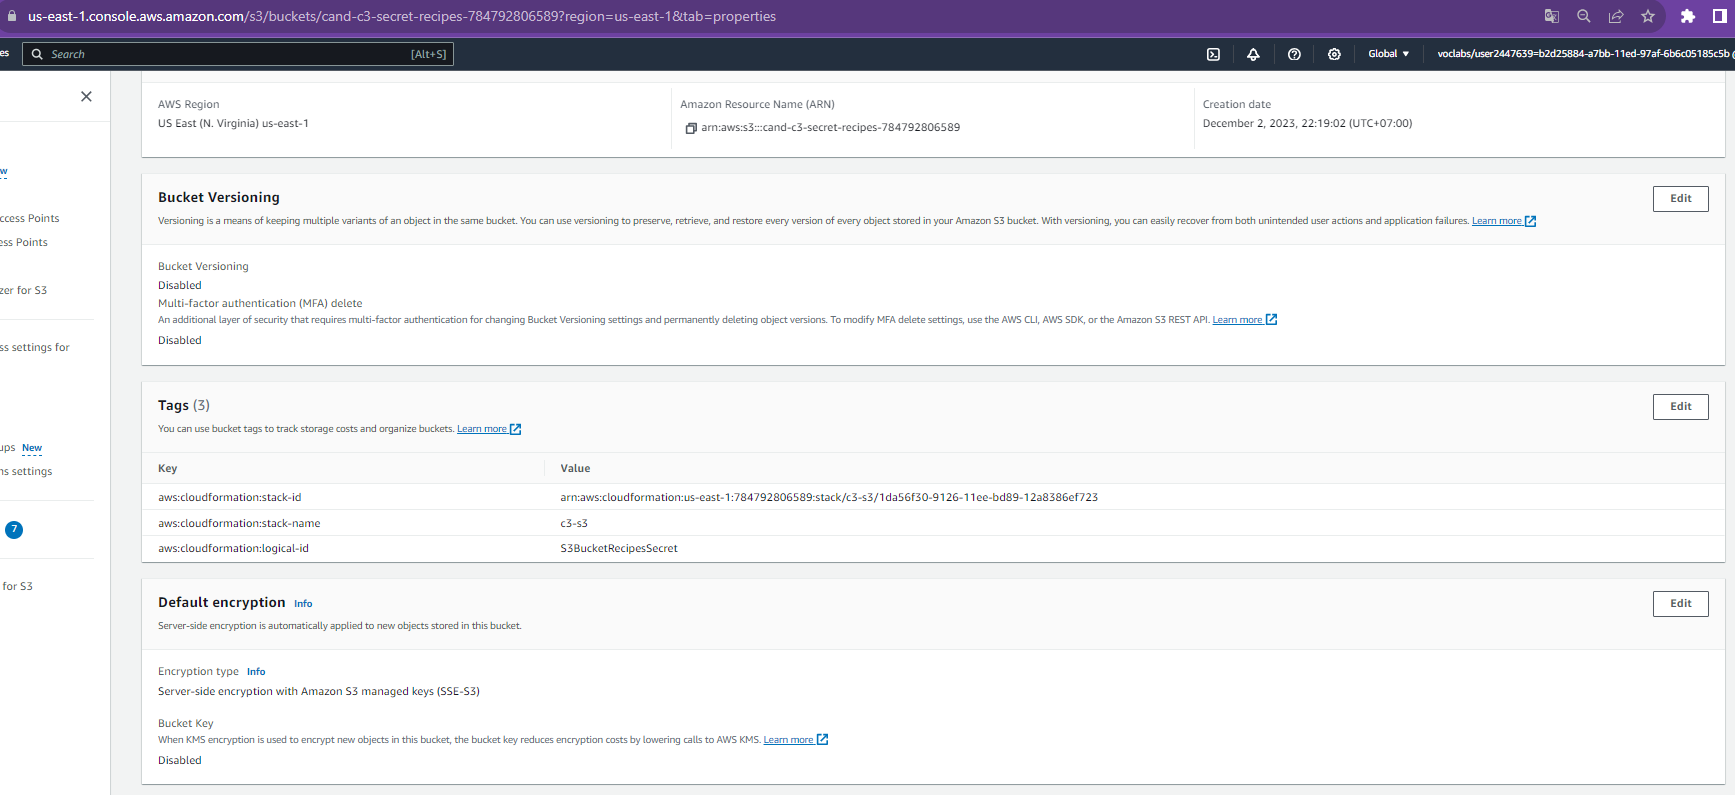 us-east-1.console.aws.amazon.com/s3/buckets/cand-c3-secret-recipes-784792806589?region=us-east-1&tab=properties
es Search [Alt+S] Global voclabs/user2447639=b2d25884-a7bb-11ed-97af-6b6c05185c5b @
AWS Region
US East (N. Virginia) us-east-1
Amazon Resource Name (ARN)
arn:aws:s3:::cand-c3-secret-recipes-784792806589
Creation date
December 2, 2023, 22:19:02 (UTC+07:00)
w
ccess Points
ess Points
zer for S3
ss settings for
ups New
ns settings
7
for S3
Bucket Versioning
Edit
Versioning is a means of keeping multiple variants of an object in the same bucket. You can use versioning to preserve, retrieve, and restore every version of every object stored in your Amazon S3 bucket. With versioning, you can easily recover from both unintended user actions and application failures. Learn more
Bucket Versioning
Disabled
Multi-factor authentication (MFA) delete
An additional layer of security that requires multi-factor authentication for changing Bucket Versioning settings and permanently deleting object versions. To modify MFA delete settings, use the AWS CLI, AWS SDK, or the Amazon S3 REST API. Learn more
Disabled
Tags (3)
Edit
You can use bucket tags to track storage costs and organize buckets. Learn more
Key Value
aws:cloudformation:stack-id arn:aws:cloudformation:us-east-1:784792806589:stack/c3-s3/1da56f30-9126-11ee-bd89-12a8386ef723
aws:cloudformation:stack-name c3-s3
aws:cloudformation:logical-id S3BucketRecipesSecret
Default encryption Info
Edit
Server-side encryption is automatically applied to new objects stored in this bucket.
Encryption type Info
Server-side encryption with Amazon S3 managed keys (SSE-S3)
Bucket Key
When KMS encryption is used to encrypt new objects in this bucket, the bucket key reduces encryption costs by lowering calls to AWS KMS. Learn more
Disabled